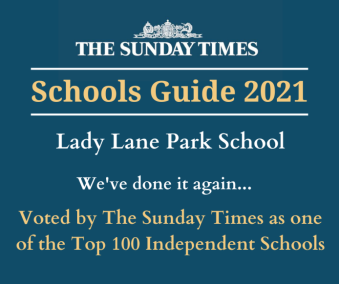 THE SUNDAY TIMES
Schools Guide 2021
Lady Lane Park School
We've done it again...
Voted by The Sunday Times as one
of the Top 100 Independent Schools